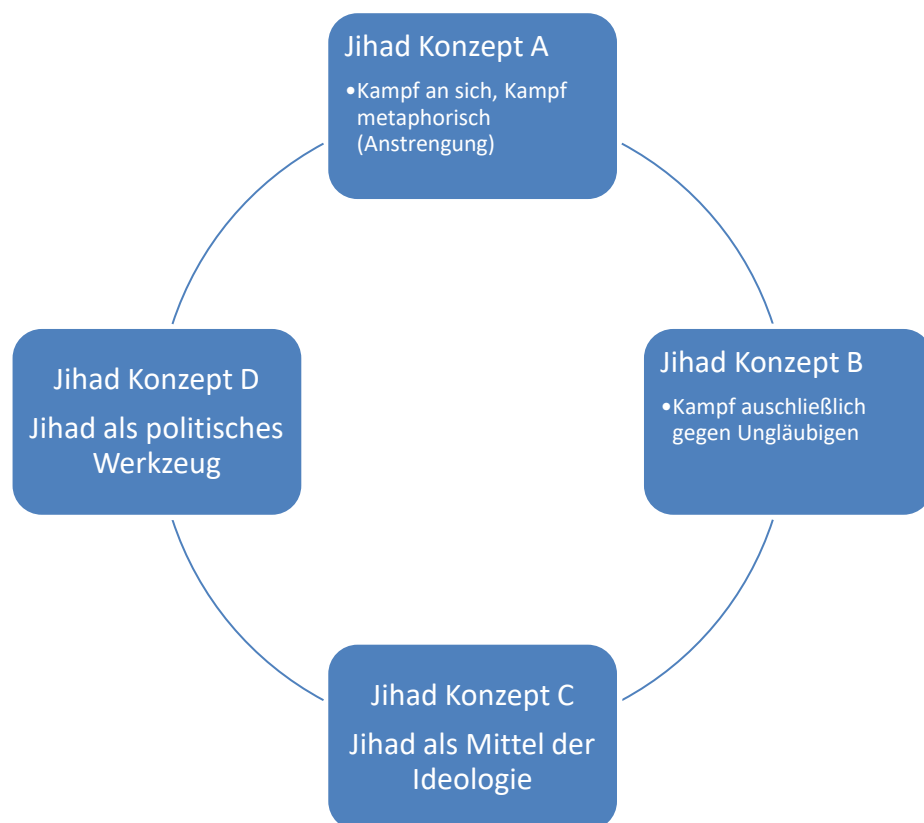 Jihad Konzept A
•Kampf an sich, Kampf
metaphorisch
(Anstrengung)
Jihad Konzept B
•Kampf auschließlich
gegen Ungläubigen
Jihad Konzept C
Jihad als Mittel der
Ideologie
Jihad Konzept D
Jihad als politisches
Werkzeug